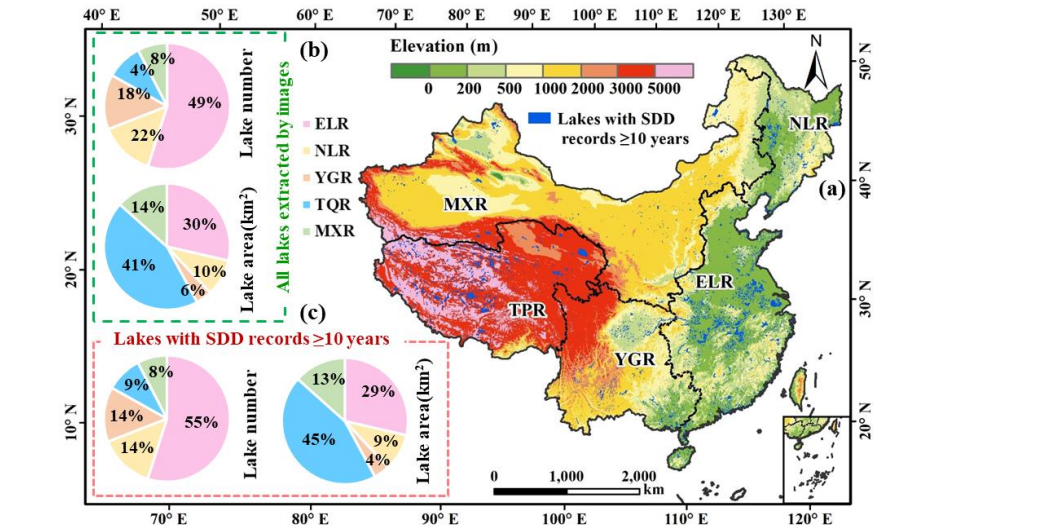 40° E 50° E 60° E 70° E 80° E 90° E 100° E 110° E 120° E 130° E
(b)
Lake number
49%
22%
18%
4%
8%
Lake area(km²)
30%
10%
6%
41%
14%
All lakes extracted by images
ELR
NLR
YGR
TQR
MXR
(c)
Lakes with SDD records ≥10 years
Lake number
55%
14%
14%
9%
8%
Lake area(km²)
29%
9%
4%
45%
13%
Elevation (m)
0 200 500 1000 2000 3000 5000
Lakes with SDD
records ≥10 years
N
(a)
NLR
MXR
ELR
TPR
YGR
0 1,000 2,000
km
30° N
20° N
10° N
50° N
40° N
30° N
20° N
70° E 80° E 90° E 100° E 110° E 120° E